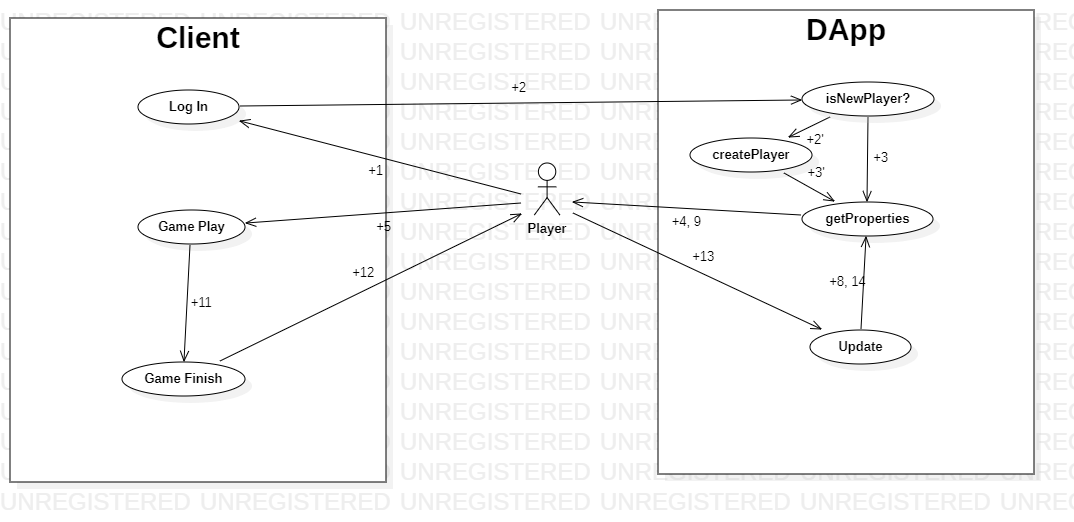 Client
DApp
+2
Log In
isNewPlayer?
+2'
createPlayer
+3
+1
+3'
Game Play
+5
Player
+4, 9
getProperties
+13
+12
+8, 14
+11
Update
Game Finish
UNREGISTERED UNREGISTERED UNREGISTERED UNREGISTERED UNREGISTERED